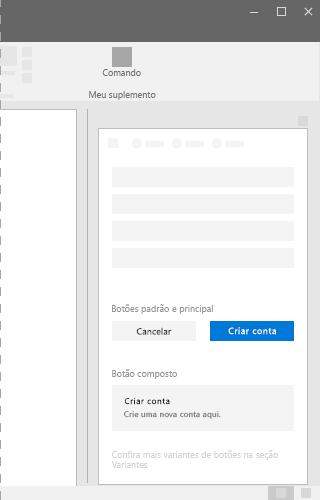 Comando
Meu suplemento
Botões padrão e principal
Cancelar
Criar conta
Botão composto
Criar conta
Crie uma nova conta aqui.
Confira mais variantes de botões na seção
Variantes